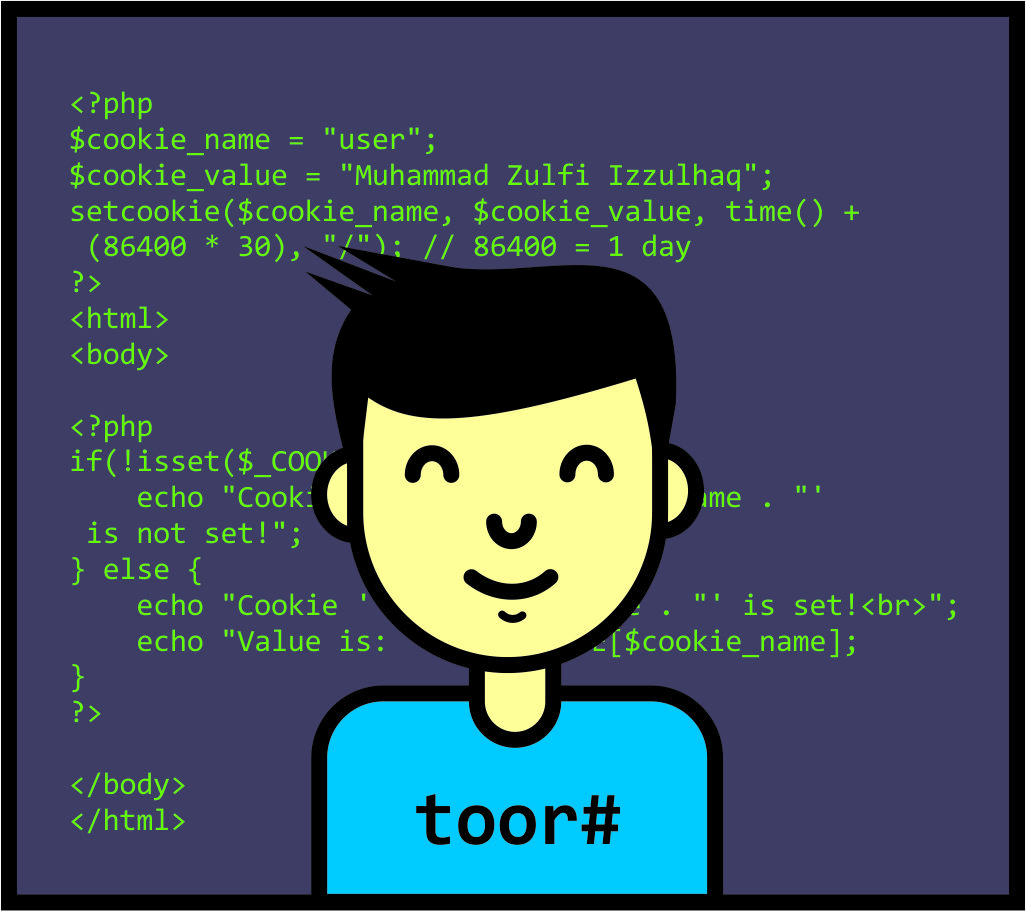 <?php
$cookie_name = "user";
$cookie_value = "Muhammad Zulfi Izzulhaq";
setcookie($cookie_name, $cookie_value, time() +
 (86400 * 30), "/"); // 86400 = 1 day
?>
<html>
<body>
<?php
if(!isset($_COO
    echo "Cooki ame . "'
 is not set!";
} else {
    echo "Cookie ' . "' is set!<br>";
    echo "Value is: [$cookie_name];
}
?>
</body>
</html>
toor#